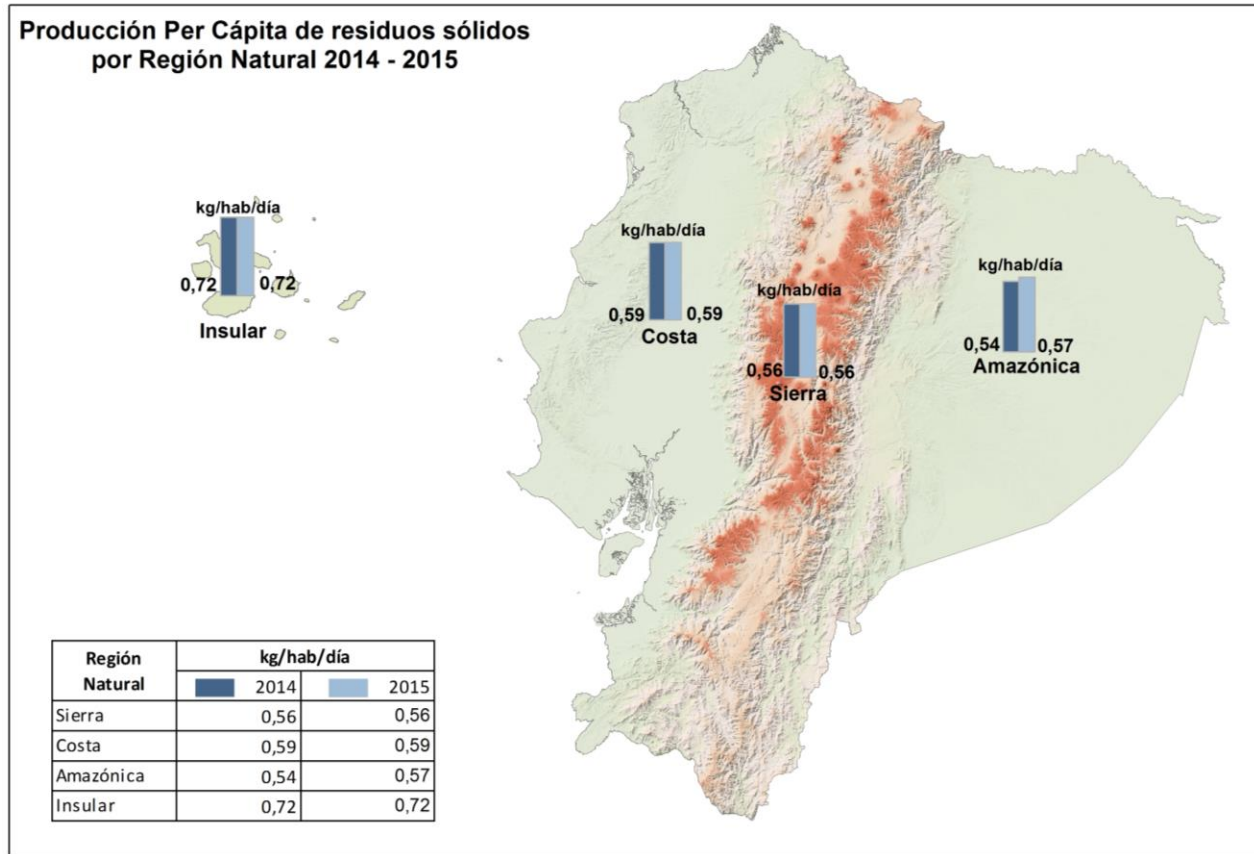 Producción Per Cápita de residuos sólidos
por Región Natural 2014 - 2015
kg/hab/día
0,72 0,72
Insular
kg/hab/día
0,59 0,59
Costa
kg/hab/día
0,56 0,56
Sierra
kg/hab/día
0,54 0,57
Amazónica
Región Natural kg/hab/día
2014 2015
Sierra 0,56 0,56
Costa 0,59 0,59
Amazónica 0,54 0,57
Insular 0,72 0,72